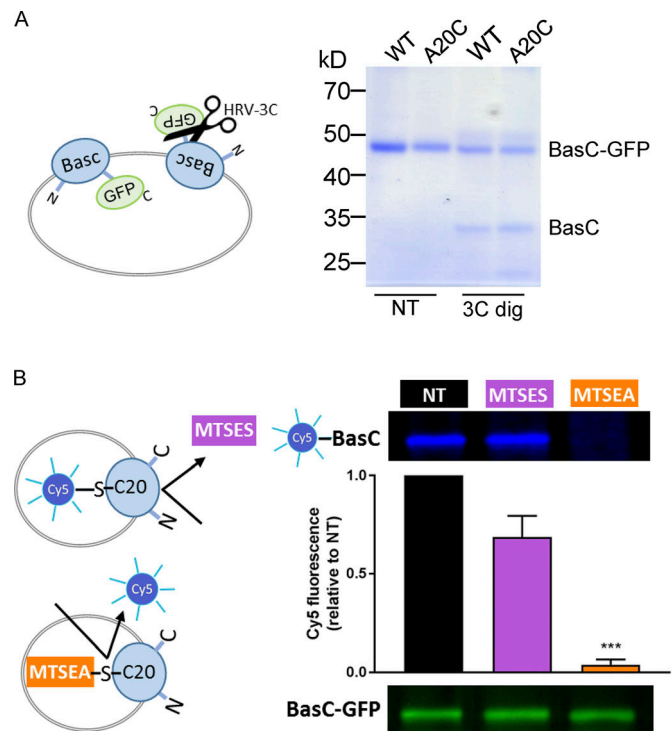 A
kD
WT
A20C
WT
A20C
70
50
40
35
25
BasC-GFP
BasC
NT
3C dig
HRV-3C
C
GFP
Basc
N
Basc
N
GFP
C
B
NT
MTSES
MTSEA
MTSES
Cy5
BasC
Cy5
S
C20
C
N
Cy5
MTSEA
S
C20
C
N
Cy5 fluorescence
(relative to NT)
1.0
0.5
0.0
***
BasC-GFP